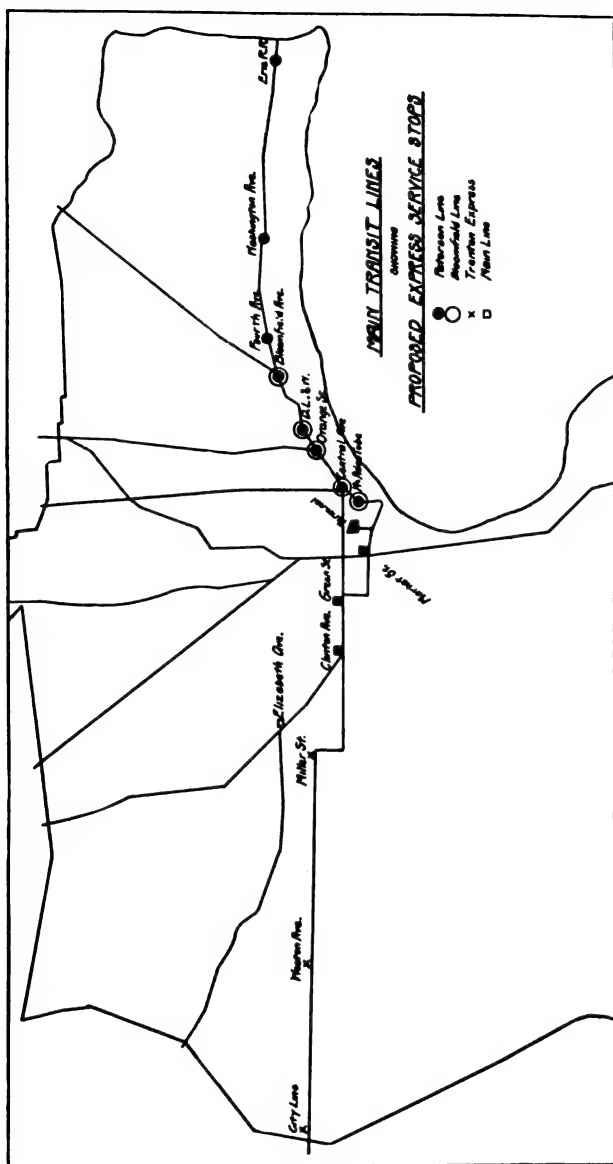 MAIN TRANSIT LINES
SHOWING
PROPOSED EXPRESS SERVICE STOPS
Paterson Line
Bloomfield Line
Trenton Express
Main Line
Erie R.R.
Washington Ave.
Fourth Ave.
Bloomfield Ave.
D.L. & W.
Orange St.
Central Ave
Market St.
Green St.
Clinton Ave.
Elizabeth Ave.
Miller St.
City Line